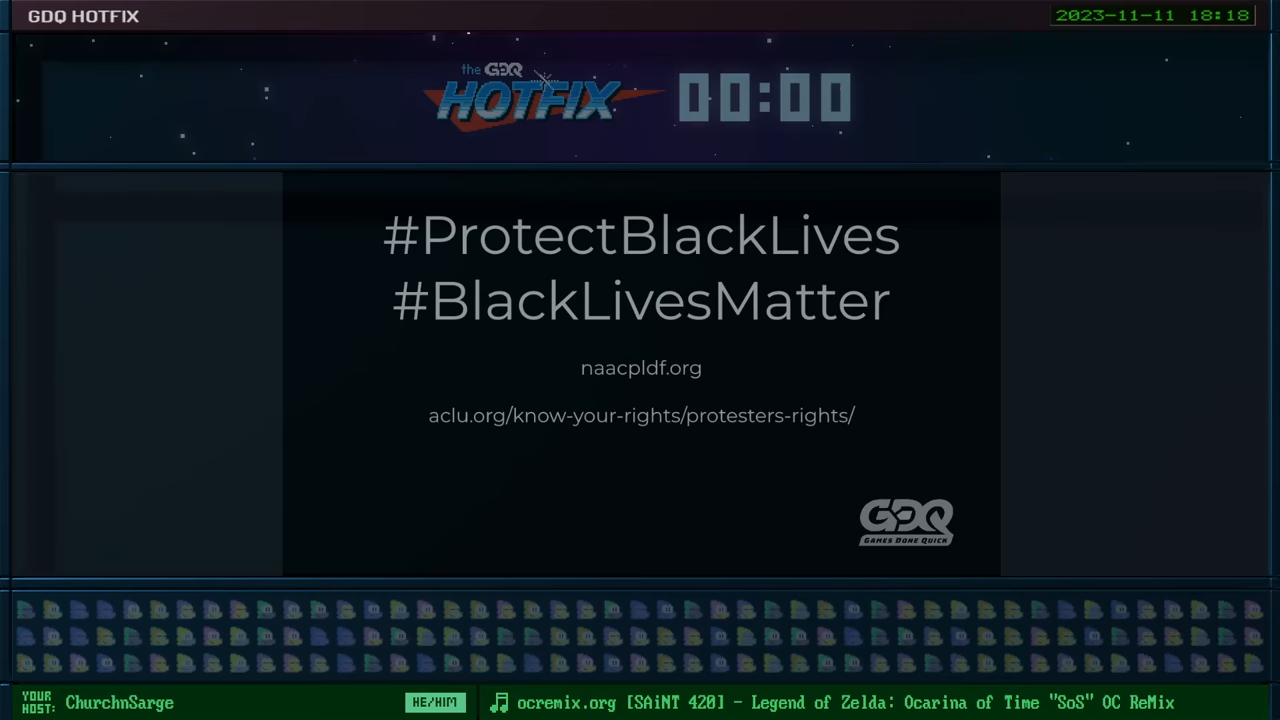 GDQ HOTFIX
2023-11-11 18:18
the GDQ
HOTFIX
00:00
#ProtectBlackLives
#BlackLivesMatter
naacpldf.org
aclu.org/know-your-rights/protesters-rights/
GDQ
GAMES DONE QUICK
YOUR HOST: ChurchnSarge HE/HIM
ocremix.org [SAiNT 420] - Legend of Zelda: Ocarina of Time "SoS" OC ReMix